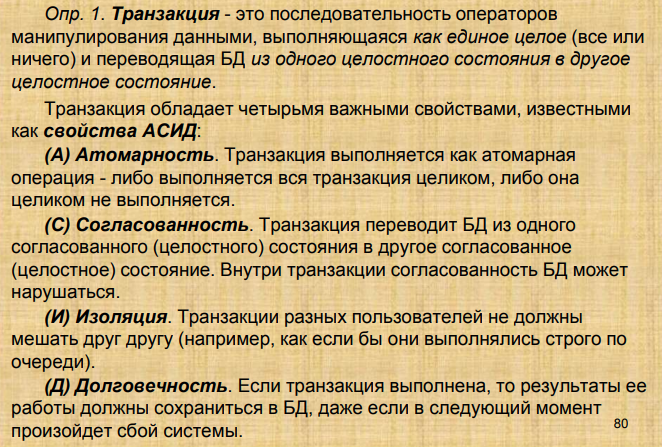 Опр. 1. Транзакция - это последовательность операторов
манипулирования данными, выполняющаяся как единое целое (все или
ничего) и переводящая БД из одного целостного состояния в другое
целостное состояние.
Транзакция обладает четырьмя важными свойствами, известными
как свойства АСИД:
(А) Атомарность. Транзакция выполняется как атомарная
операция - либо выполняется вся транзакция целиком, либо она
целиком не выполняется.
(С) Согласованность. Транзакция переводит БД из одного
согласованного (целостного) состояния в другое согласованное
(целостное) состояние. Внутри транзакции согласованность БД может
нарушаться.
(И) Изоляция. Транзакции разных пользователей не должны
мешать друг другу (например, как если бы они выполнялись строго по
очереди).
(Д) Долговечность. Если транзакция выполнена, то результаты ее
работы должны сохраниться в БД, даже если в следующий момент
произойдет сбой системы.
80